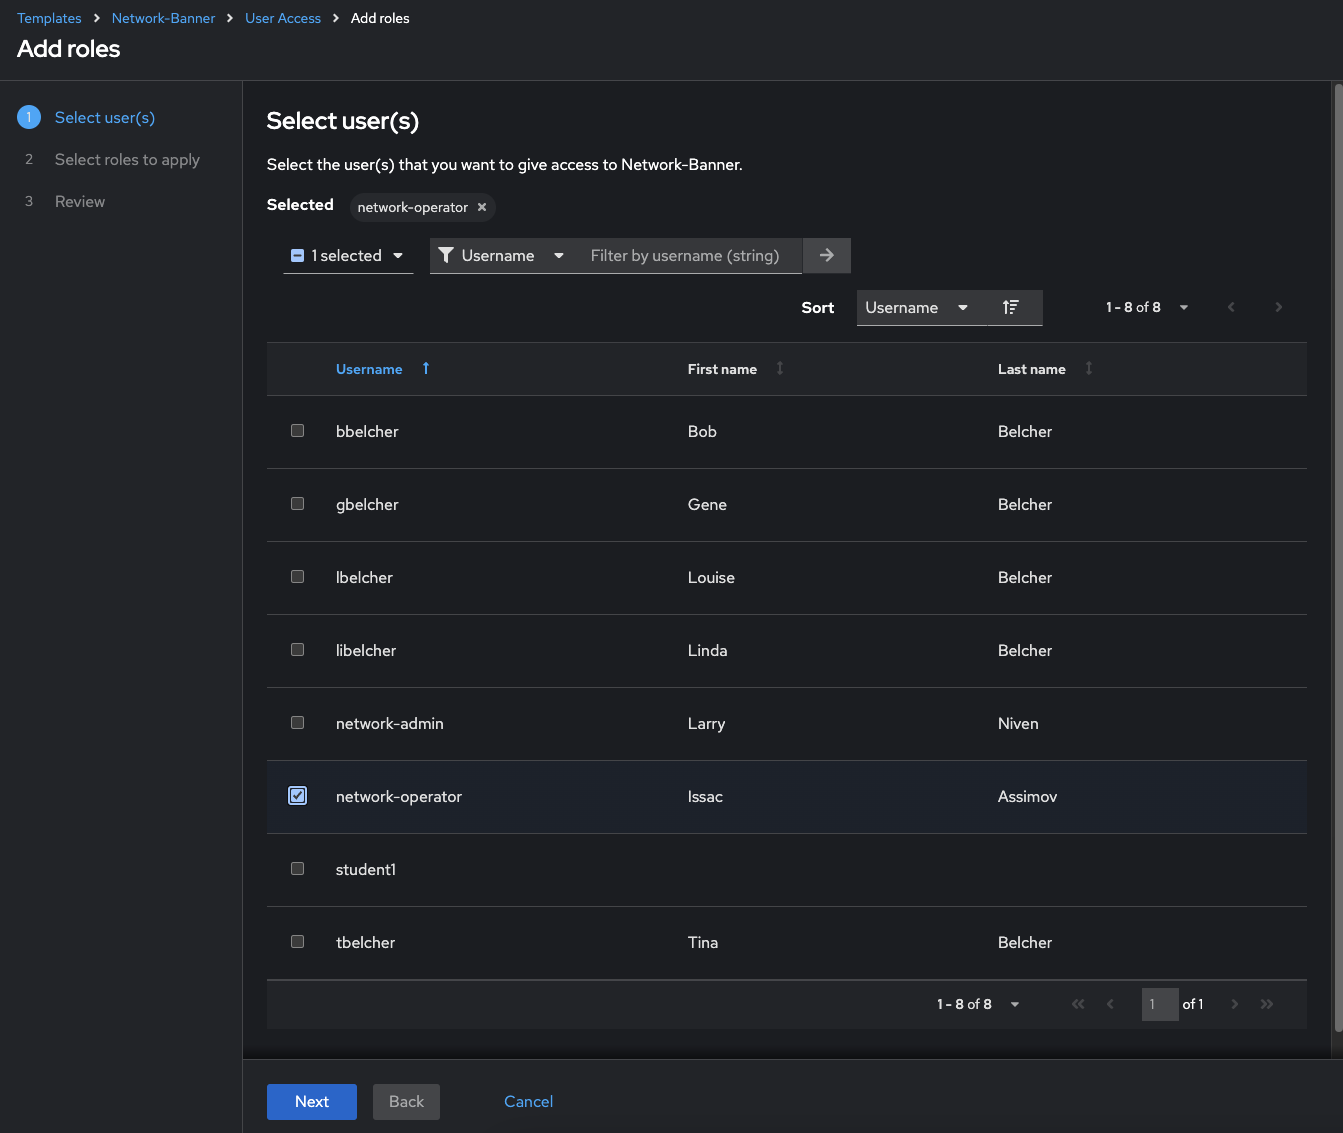 Templates > Network-Banner > User Access > Add roles
Add roles
1 Select user(s)
2 Select roles to apply
3 Review
Select user(s)
Select the user(s) that you want to give access to Network-Banner.
Selected network-operator ×
1 selected Username Filter by username (string)
Sort Username 1 - 8 of 8
Username First name Last name
bbelcher Bob Belcher
gbelcher Gene Belcher
lbelcher Louise Belcher
libelcher Linda Belcher
network-admin Larry Niven
network-operator Issac Assimov
student1
tbelcher Tina Belcher
1 - 8 of 8 1 of 1
Next Back Cancel